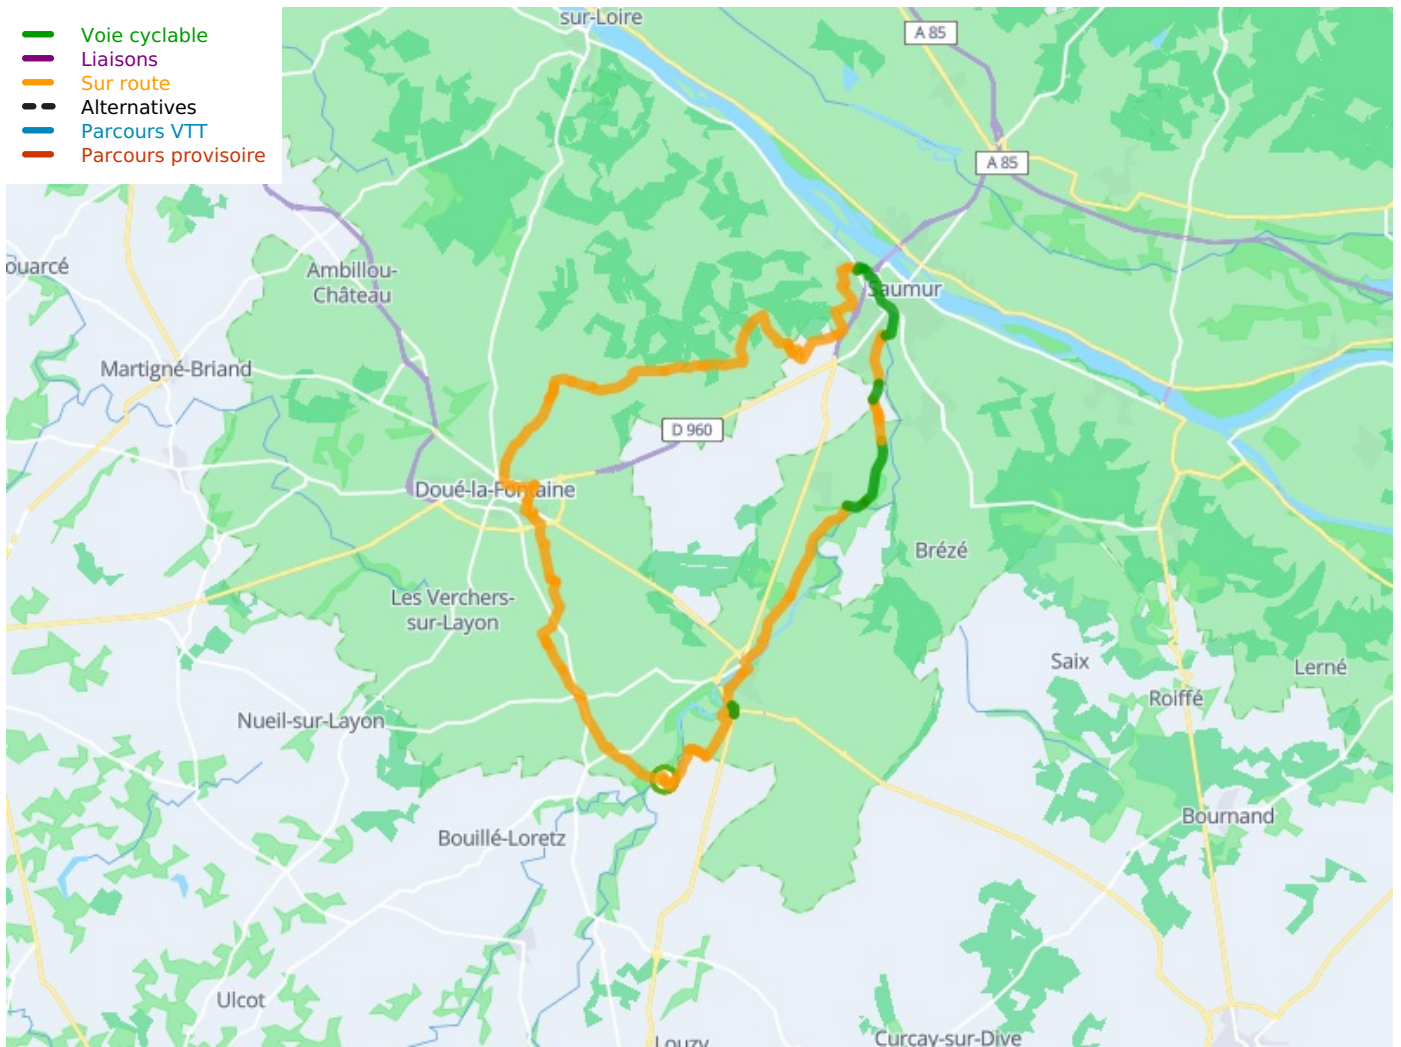 Voie cyclable
Liaisons
Sur route
Alternatives
Parcours VTT
Parcours provisoire
sur-Loire
A 85
A 85
ouarcé
Ambillou-
Château
Saumur
Martigné-Briand
D 960
Doué-la-Fontaine
Brézé
Les Verchers-
sur-Layon
Saix
Lerné
Roiffé
Nueil-sur-Layon
Bournand
Bouillé-Loretz
Ulcot
Louzy
Curçay-sur-Dive